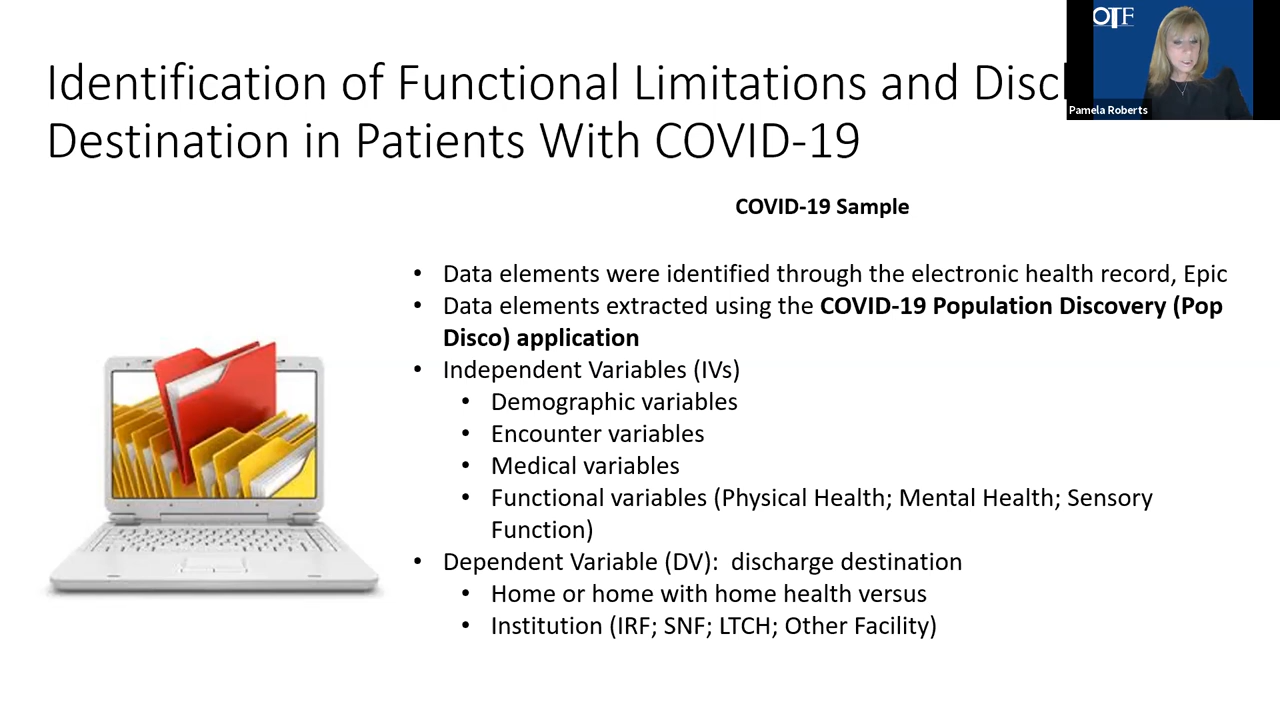 OTF
Pamela Roberts
Identification of Functional Limitations and
Destination in Patients With COVID-19
COVID-19 Sample
• Data elements were identified through the electronic health record, Epic
• Data elements extracted using the COVID-19 Population Discovery (Pop
Disco) application
• Independent Variables (IVs)
• Demographic variables
• Encounter variables
• Medical variables
• Functional variables (Physical Health; Mental Health; Sensory
Function)
• Dependent Variable (DV):  discharge destination
• Home or home with home health versus
• Institution (IRF; SNF; LTCH; Other Facility)